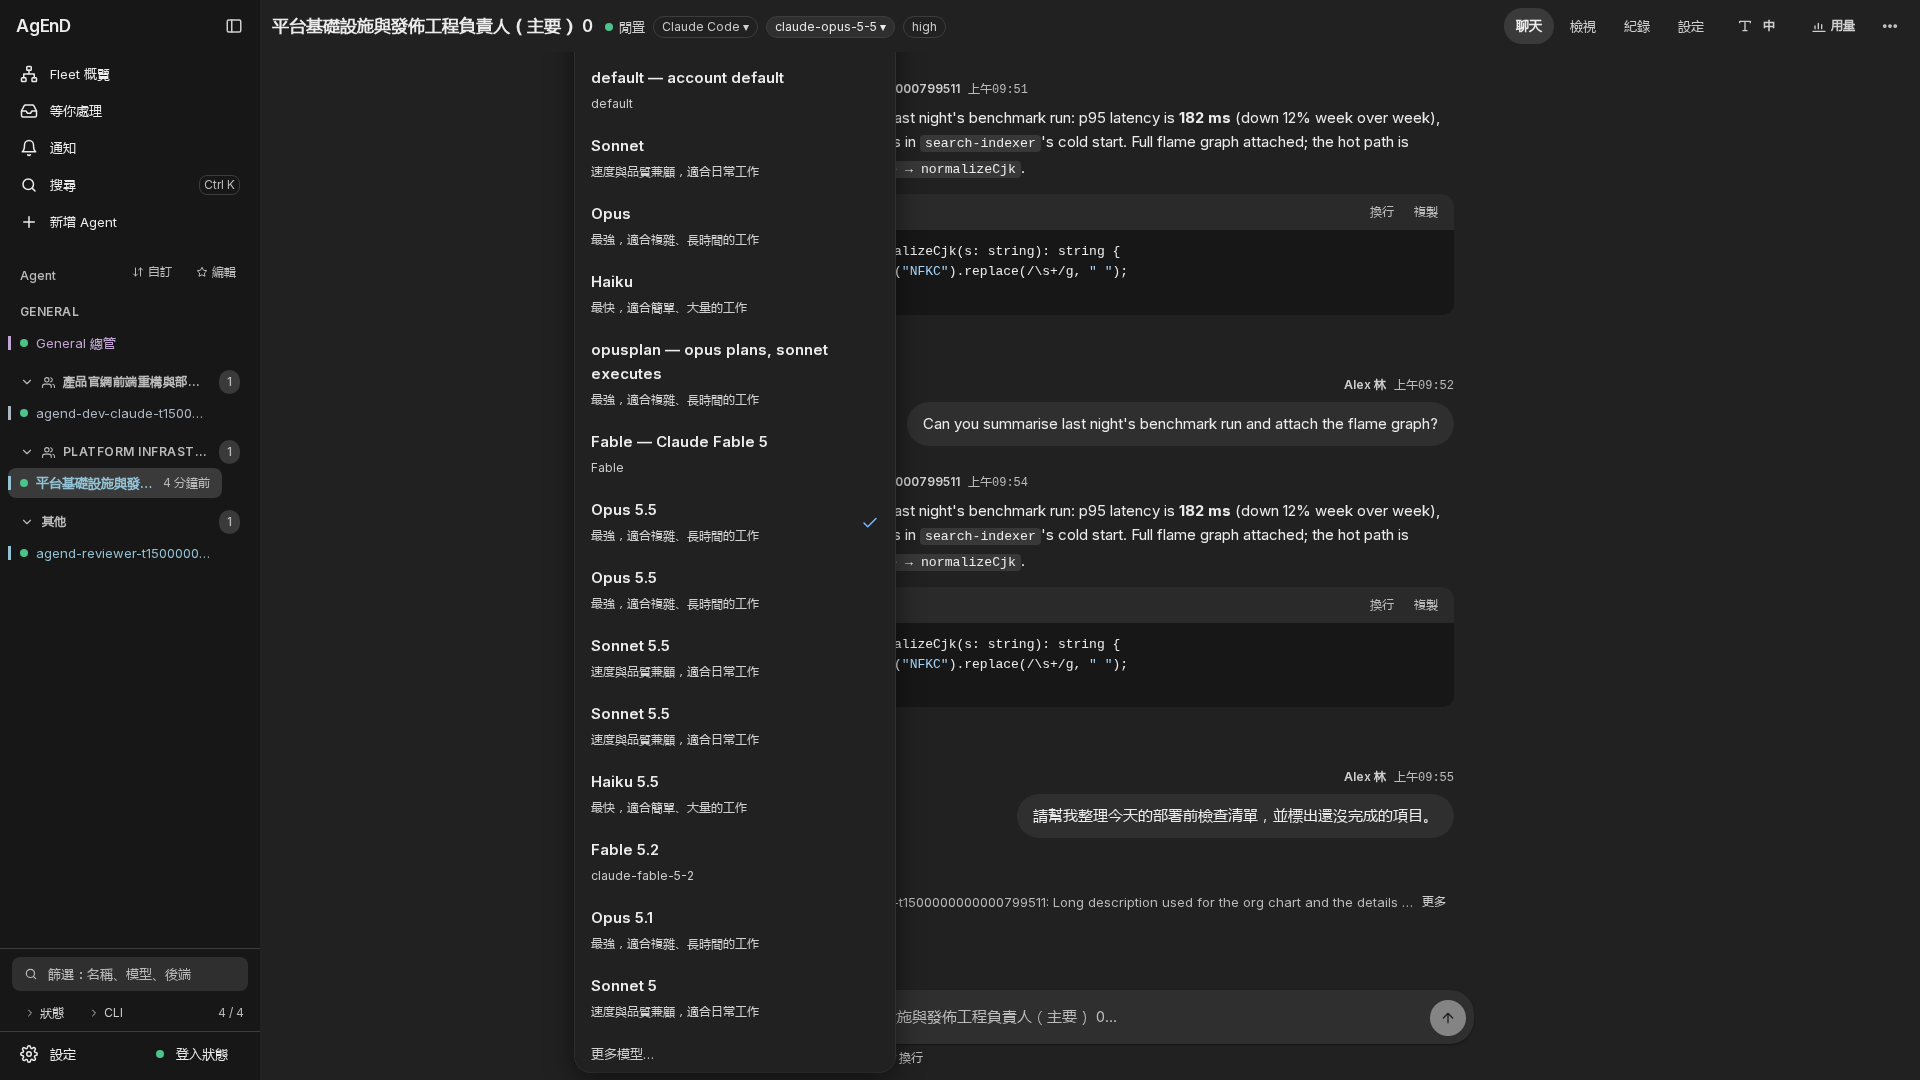 AgEnD
Fleet 概覽
等你處理
通知
搜尋 Ctrl K
新增 Agent
Agent 自訂 編輯
GENERAL
General 總管
產品官網前端重構與部… 1
agend-dev-claude-t1500…
PLATFORM INFRAST… 1
平台基礎設施與發… 4 分鐘前
其他 1
agend-reviewer-t1500000…
篩選：名稱、模型、後端
狀態 CLI 4 / 4
設定 登入狀態
平台基礎設施與發佈工程負責人（主要）0 閒置 Claude Code ▾ claude-opus-5-5 ▾ high
聊天 檢視 紀錄 設定 中 用量
default — account default
default
Sonnet
速度與品質兼顧，適合日常工作
Opus
最強，適合複雜、長時間的工作
Haiku
最快，適合簡單、大量的工作
opusplan — opus plans, sonnet
executes
最強，適合複雜、長時間的工作
Fable — Claude Fable 5
Fable
Opus 5.5
最強，適合複雜、長時間的工作
Opus 5.5
最強，適合複雜、長時間的工作
Sonnet 5.5
速度與品質兼顧，適合日常工作
Sonnet 5.5
速度與品質兼顧，適合日常工作
Haiku 5.5
最快，適合簡單、大量的工作
Fable 5.2
claude-fable-5-2
Opus 5.1
最強，適合複雜、長時間的工作
Sonnet 5
速度與品質兼顧，適合日常工作
更多模型…
000799511 上午09:51
ast night's benchmark run: p95 latency is 182 ms (down 12% week over week),
s in search-indexer's cold start. Full flame graph attached; the hot path is
→ normalizeCjk.
換行 複製
alizeCjk(s: string): string {
("NFKC").replace(/\s+/g, " ");
Alex 林 上午09:52
Can you summarise last night's benchmark run and attach the flame graph?
000799511 上午09:54
ast night's benchmark run: p95 latency is 182 ms (down 12% week over week),
s in search-indexer's cold start. Full flame graph attached; the hot path is
→ normalizeCjk.
換行 複製
alizeCjk(s: string): string {
("NFKC").replace(/\s+/g, " ");
Alex 林 上午09:55
請幫我整理今天的部署前檢查清單，並標出還沒完成的項目。
-t1500000000000799511: Long description used for the org chart and the details … 更多
施與發佈工程負責人（主要）0…
換行